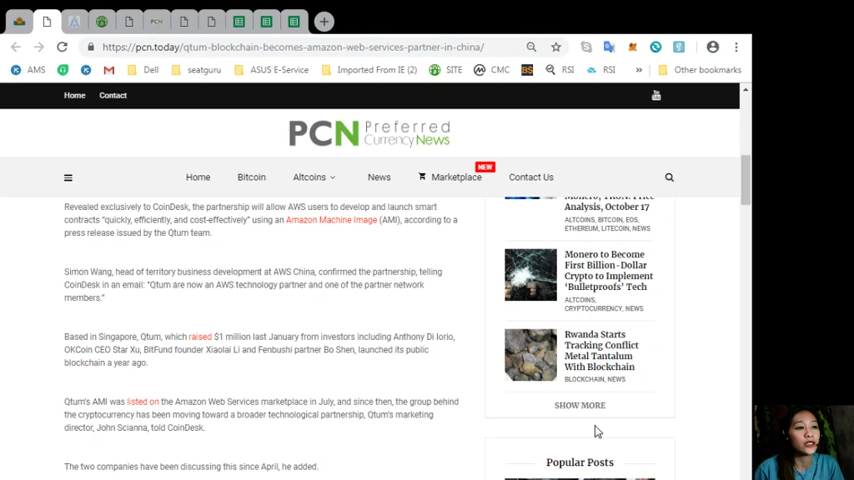 https://pcn.today/qtum-blockchain-becomes-amazon-web-services-partner-in-china/
AMS
Dell
seatguru
ASUS E-Service
Imported From IE (2)
SITE
CMC
RSI
RSI
»
Other bookmarks
Home
Contact
PCN Preferred
CurrencyNews
NEW
Home
Bitcoin
Altcoins
News
Marketplace
Contact Us
Revealed exclusively to CoinDesk, the partnership will allow AWS users to develop and launch smart
contracts “quickly, efficiently, and cost-effectively” using an Amazon Machine Image (AMI), according to a
press release issued by the Qtum team.
Simon Wang, head of territory business development at AWS China, confirmed the partnership, telling
CoinDesk in an email: “Qtum are now an AWS technology partner and one of the partner network
members.”
Based in Singapore, Qtum, which raised $1 million last January from investors including Anthony Di Iorio,
OKCoin CEO Star Xu, BitFund founder Xiaolai Li and Fenbushi partner Bo Shen, launched its public
blockchain a year ago.
Qtum’s AMI was listed on the Amazon Web Services marketplace in July, and since then, the group behind
the cryptocurrency has been moving toward a broader technological partnership, Qtum’s marketing
director, John Scianna, told CoinDesk.
The two companies have been discussing this since April, he added.
Monero, TRON: Price
Analysis, October 17
ALTCOINS, BITCOIN, EOS,
ETHEREUM, LITECOIN, NEWS
Monero to Become
First Billion-Dollar
Crypto to Implement
‘Bulletproofs’ Tech
ALTCOINS,
CRYPTOCURRENCY, NEWS
Rwanda Starts
Tracking Conflict
Metal Tantalum
With Blockchain
BLOCKCHAIN, NEWS
SHOW MORE
Popular Posts